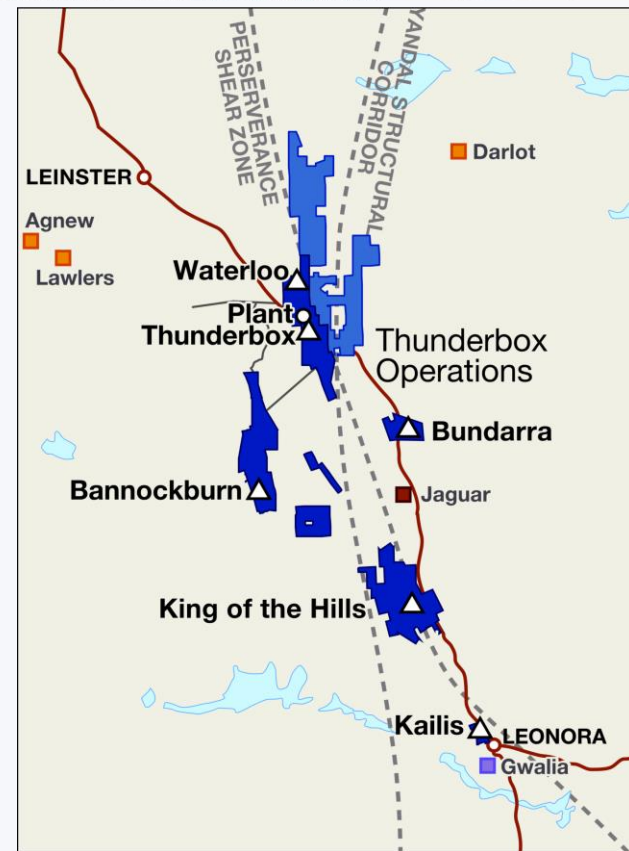 PERSERVERANCE
SHEAR ZONE
YANDAL STRUCTURAL
CORRIDOR
Darlot
LEINSTER
Agnew
Lawlers
Waterloo
Plant
Thunderbox
Thunderbox
Operations
Bundarra
Bannockburn
Jaguar
King of the Hills
Kailis
LEONORA
Gwalia